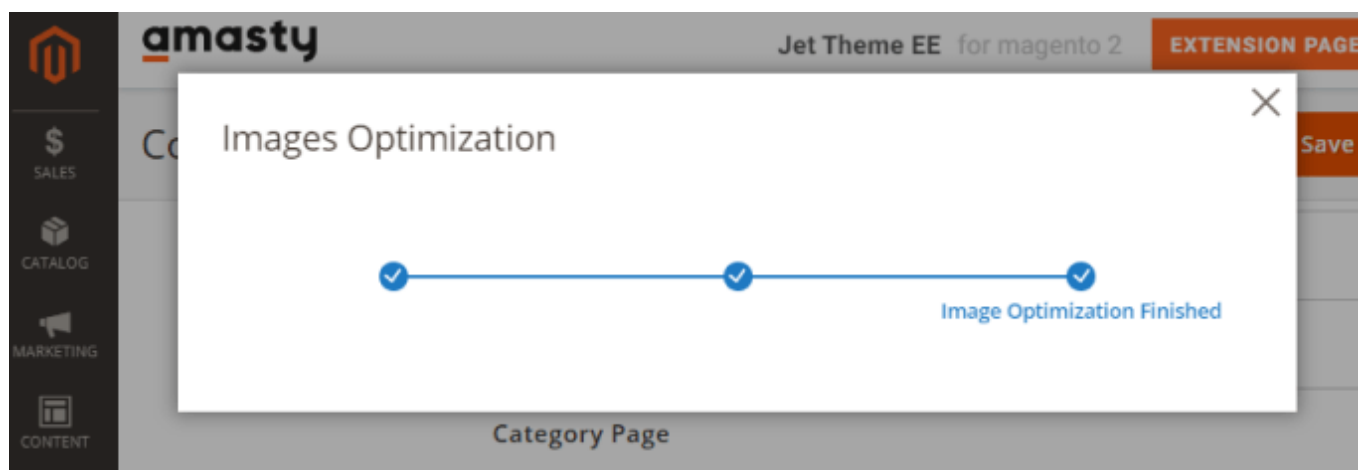 amasty
Jet Theme EE for magento 2
EXTENSION PAGE
Co
Images Optimization
Save
$
SALES
CATALOG
MARKETING
CONTENT
Image Optimization Finished
Category Page